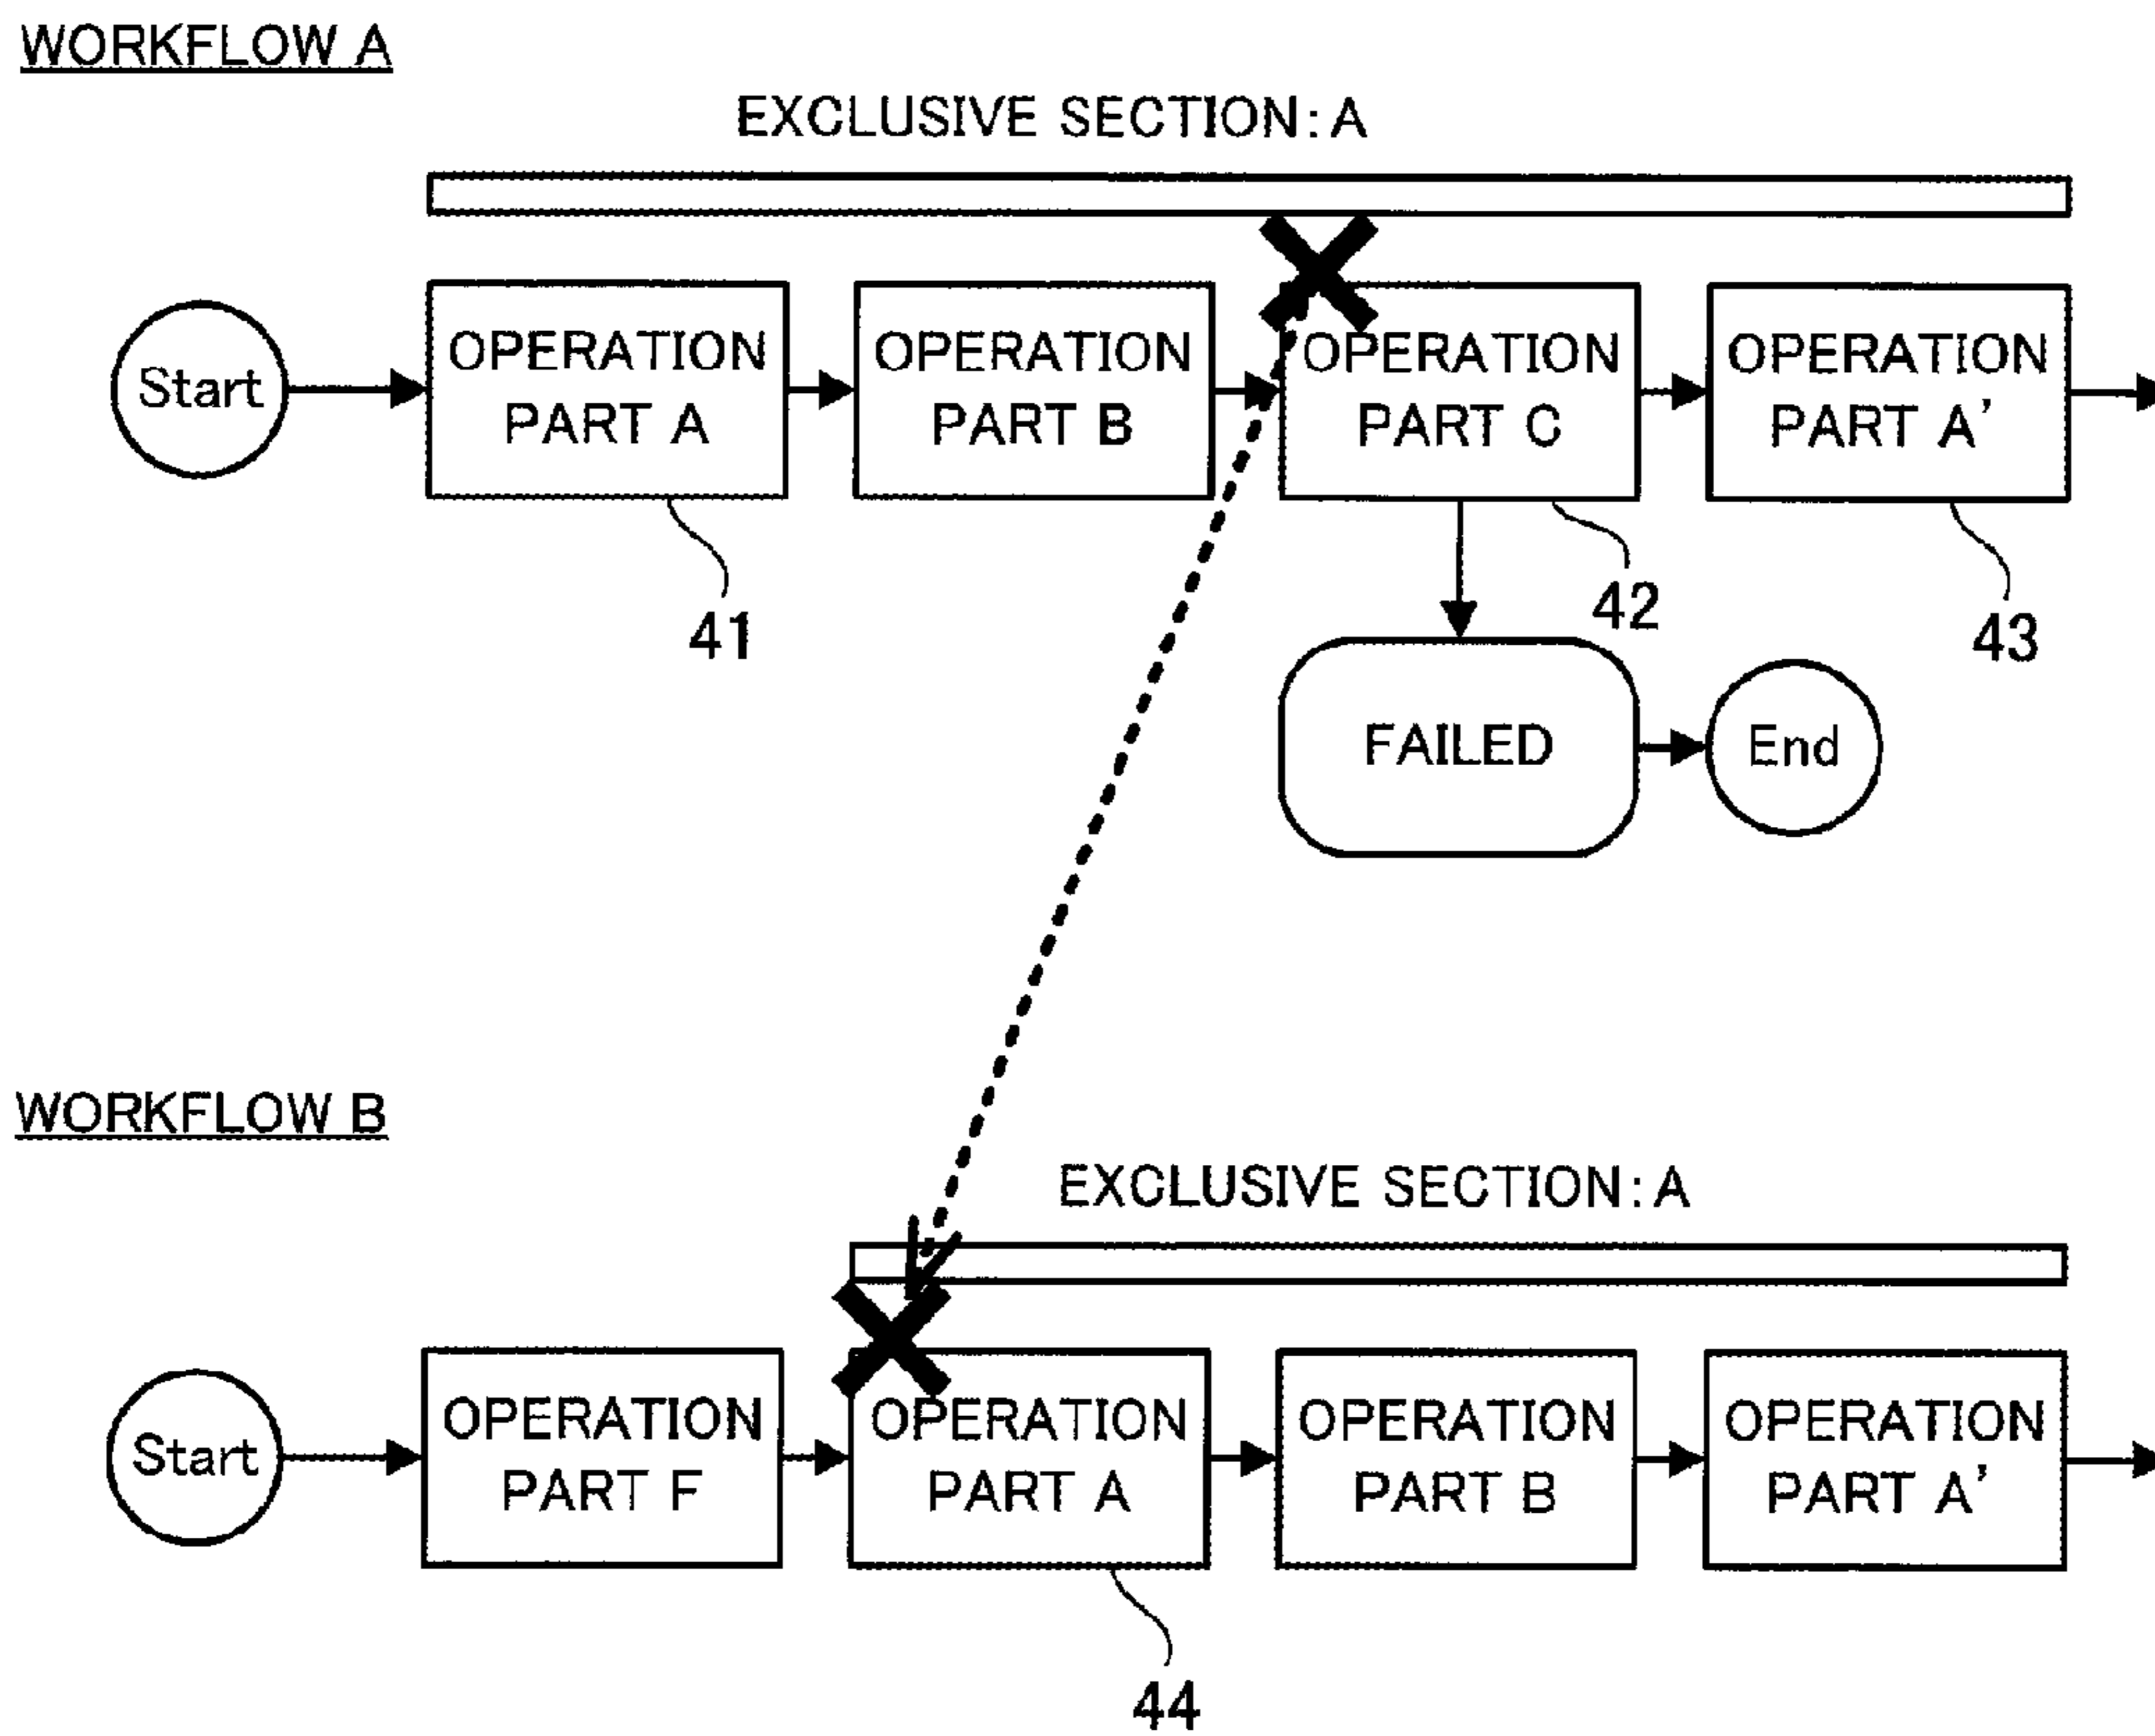 WORKFLOW A
EXCLUSIVE SECTION: A
Start
OPERATION
PART A
OPERATION
PART B
OPERATION
PART C
OPERATION
PART A'
41
42
43
FAILED
End
WORKFLOW B
EXCLUSIVE SECTION: A
Start
OPERATION
PART F
OPERATION
PART A
OPERATION
PART B
OPERATION
PART A'
44